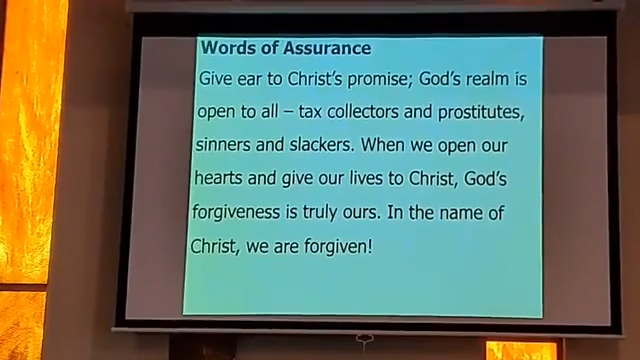 Words of Assurance
Give ear to Christ's promise; God's realm is
open to all – tax collectors and prostitutes,
sinners and slackers. When we open our
hearts and give our lives to Christ, God's
forgiveness is truly ours. In the name of
Christ, we are forgiven!